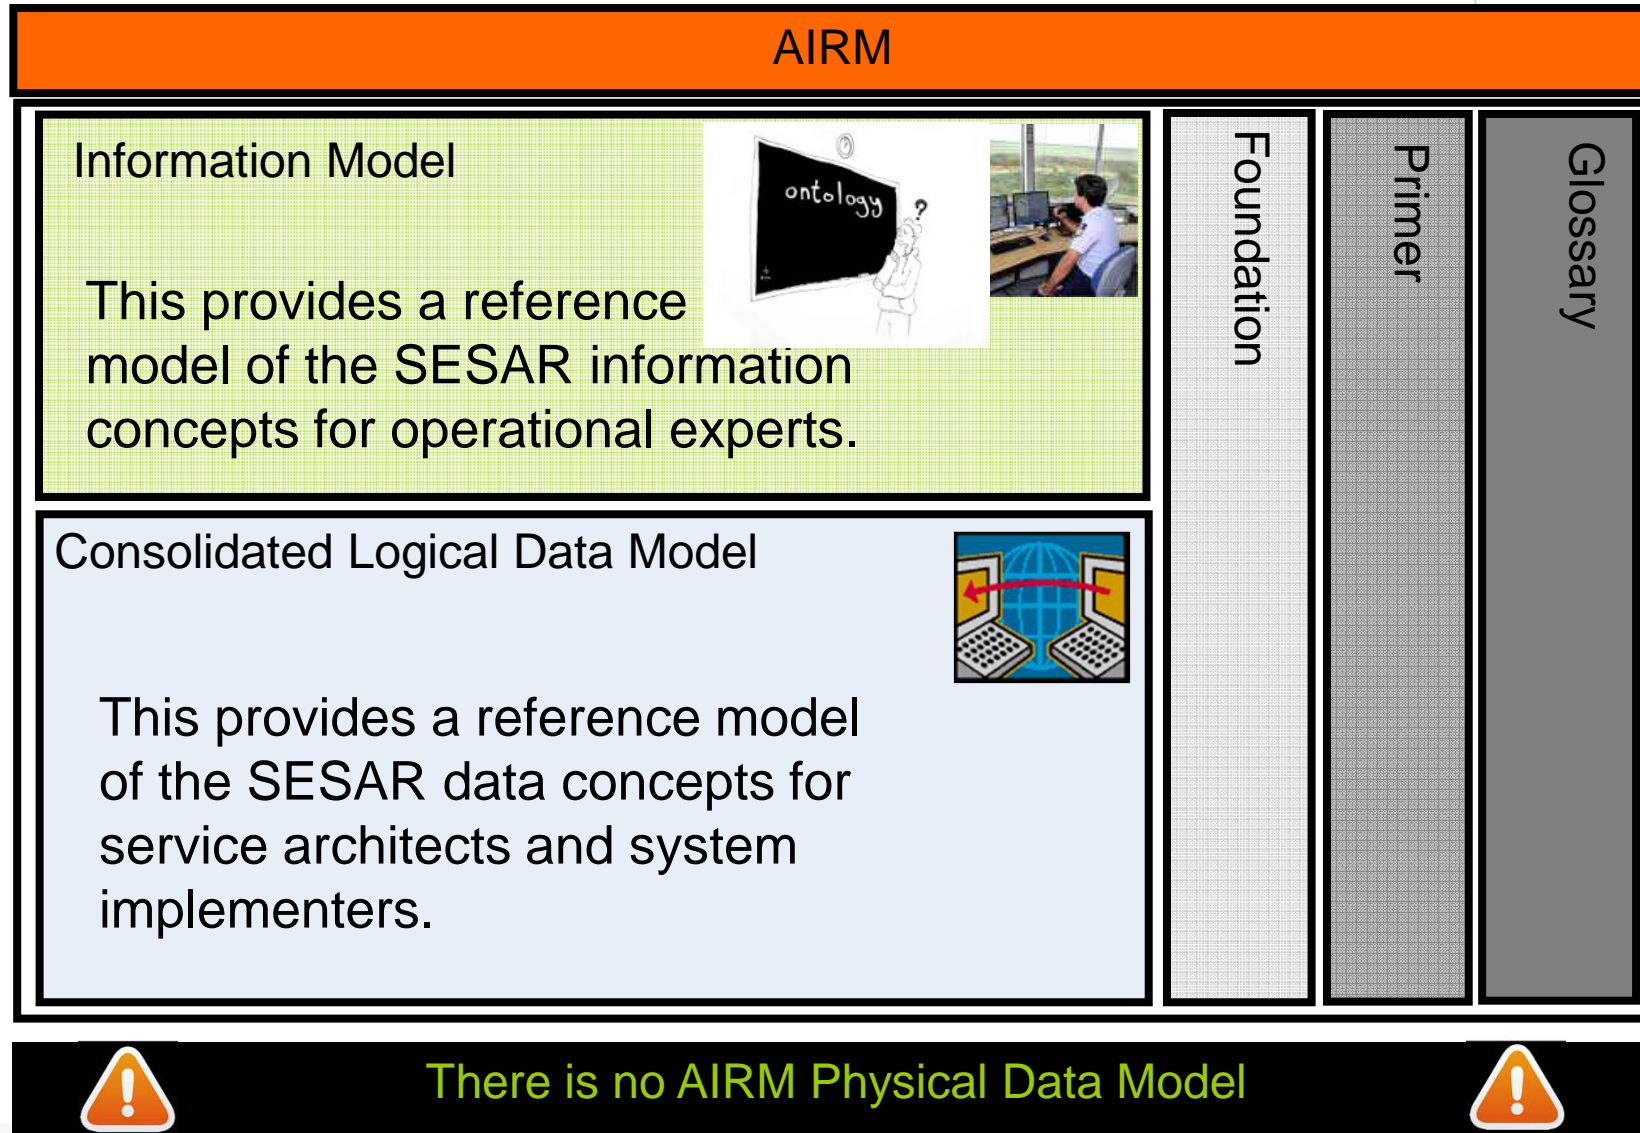 AIRM
Information Model
ontology
?
This provides a reference
model of the SESAR information
concepts for operational experts.
Consolidated Logical Data Model
This provides a reference model
of the SESAR data concepts for
service architects and system
implementers.
Foundation
Primer
Glossary
There is no AIRM Physical Data Model